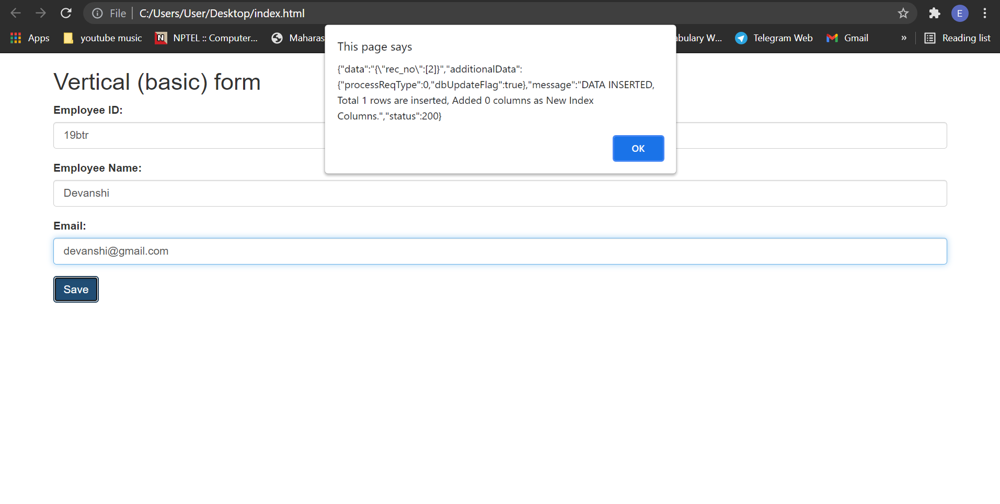 File C:/Users/User/Desktop/index.html
E
Apps youtube music NPTEL :: Computer... Maharas abulary W... Telegram Web Gmail » Reading list
This page says
{"data":"{\"rec_no\":[2]}","additionalData":
{"processReqType":0,"dbUpdateFlag":true},"message":"DATA INSERTED,
Total 1 rows are inserted, Added 0 columns as New Index
Columns.","status":200}
OK
Vertical (basic) form
Employee ID:
19btr
Employee Name:
Devanshi
Email:
devanshi@gmail.com
Save